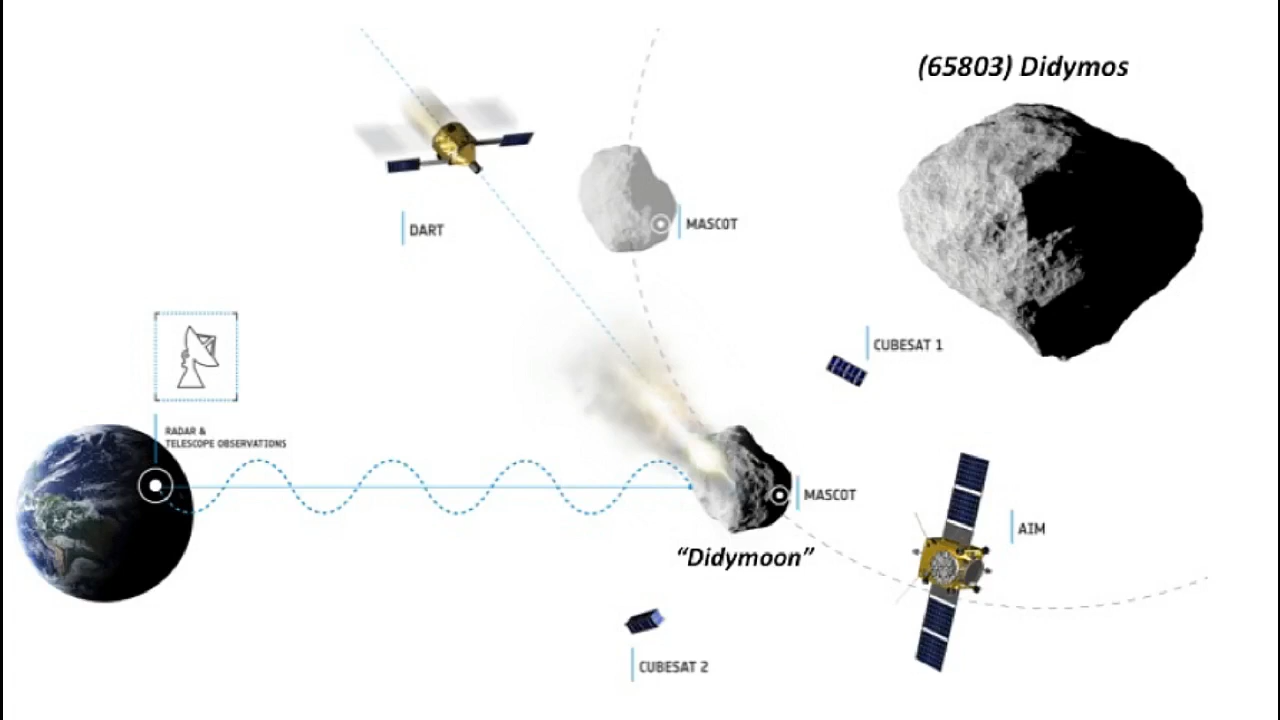 (65803) Didymos
DART
MASCOT
CUBESAT 1
RADAR &
TELESCOPE OBSERVATIONS
MASCOT
AIM
“Didymoon”
CUBESAT 2